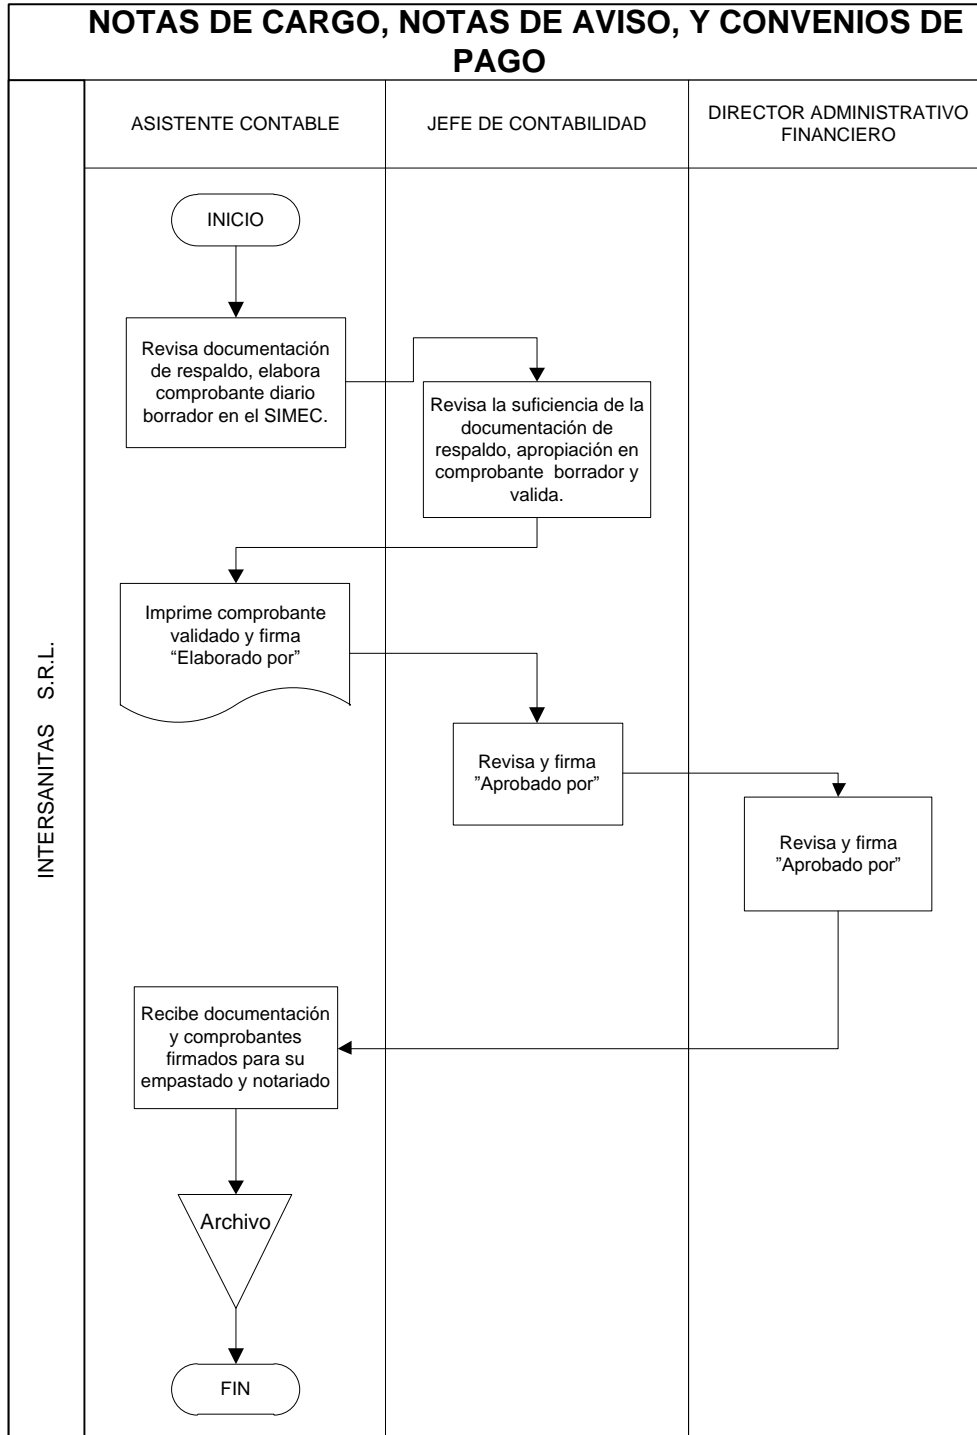 NOTAS DE CARGO, NOTAS DE AVISO, Y CONVENIOS DE
PAGO
ASISTENTE CONTABLE
JEFE DE CONTABILIDAD
DIRECTOR ADMINISTRATIVO
FINANCIERO
INTERSANITAS S.R.L.
INICIO
Revisa documentación
de respaldo, elabora
comprobante diario
borrador en el SIMEC.
Revisa la suficiencia de la
documentación de
respaldo, apropiación en
comprobante borrador y
valida.
Imprime comprobante
validado y firma
“Elaborado por”
Revisa y firma
”Aprobado por”
Revisa y firma
”Aprobado por”
Recibe documentación
y comprobantes
firmados para su
empastado y notariado
Archivo
FIN